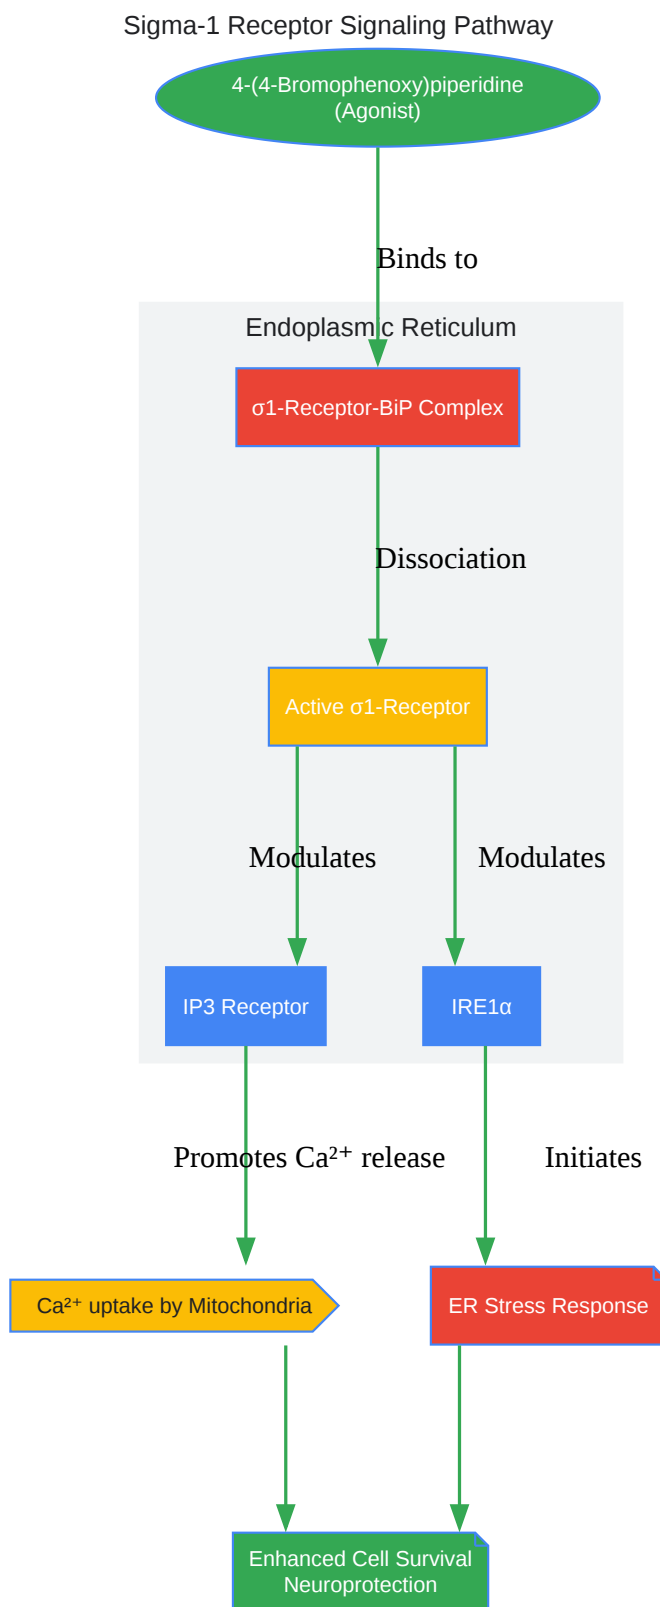 Sigma-1 Receptor Signaling Pathway
4-(4-Bromophenoxy)piperidine
(Agonist)
Binds to
Endoplasmic Reticulum
σ1-Receptor-BiP Complex
Dissociation
Active σ1-Receptor
Modulates
Modulates
IP3 Receptor
IRE1α
Promotes Ca²⁺ release
Initiates
Ca²⁺ uptake by Mitochondria
ER Stress Response
Enhanced Cell Survival
Neuroprotection